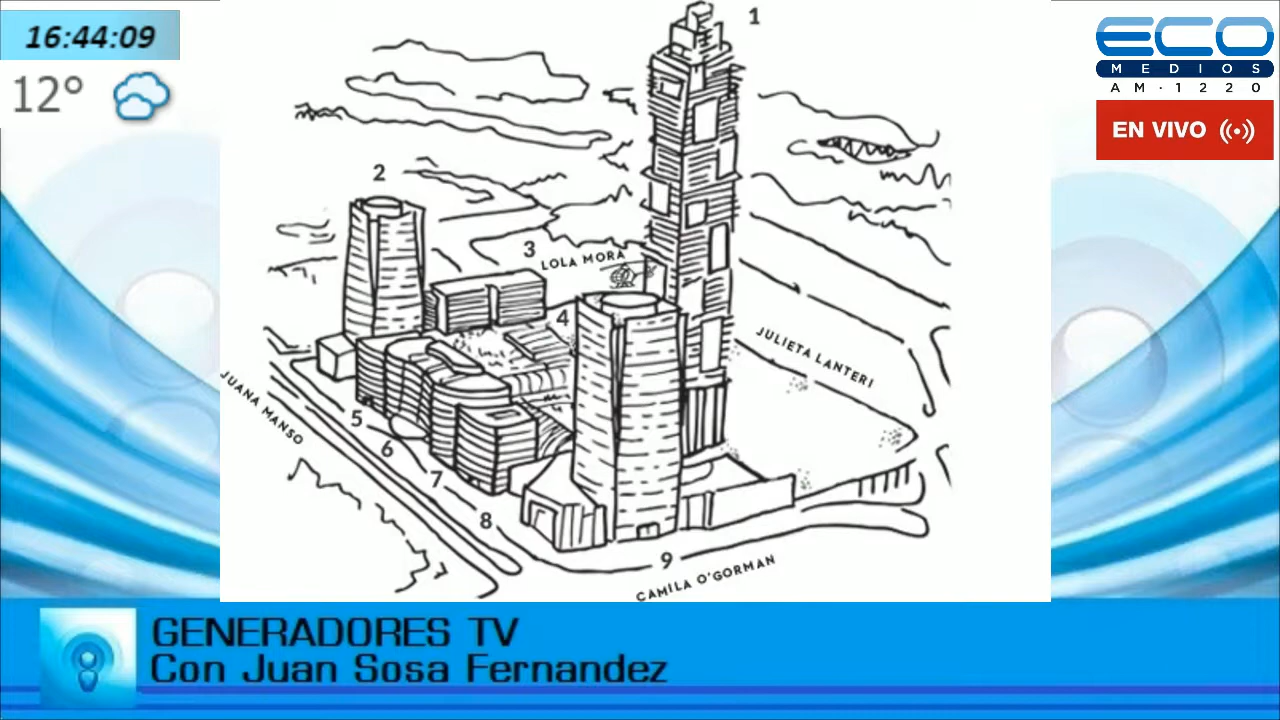 16:44:09
12°
ECO
MEDIOS
AM·1220
EN VIVO
1
2
3
LOLA MORA
4
JULIETA LANTERI
JUANA MANSO
5
6
7
8
9
CAMILA O'GORMAN
GENERADORES TV
Con Juan Sosa Fernandez